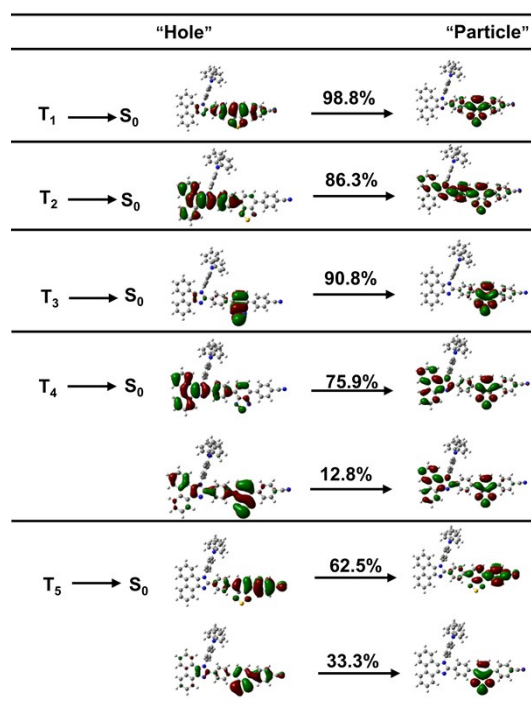 “Hole” “Particle”
T1 S0 98.8%
T2 S0 86.3%
T3 S0 90.8%
T4 S0 75.9%
12.8%
T5 S0 62.5%
33.3%